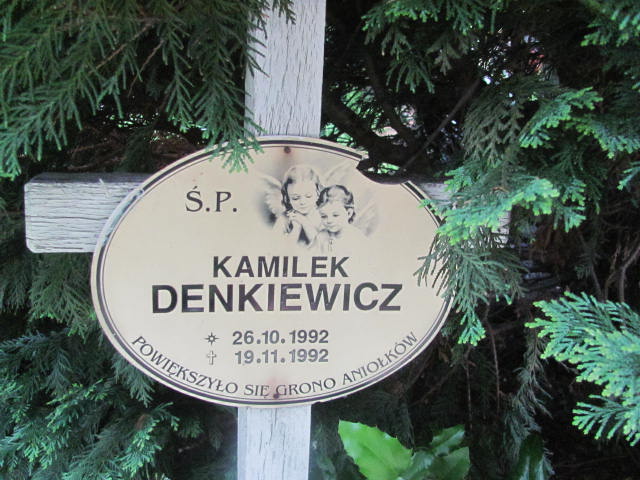 Ś.P.
KAMILEK
DENKIEWICZ
26.10.1992
19.11.1992
POWIĘKSZYŁO SIĘ GRONO ANIOŁKÓW